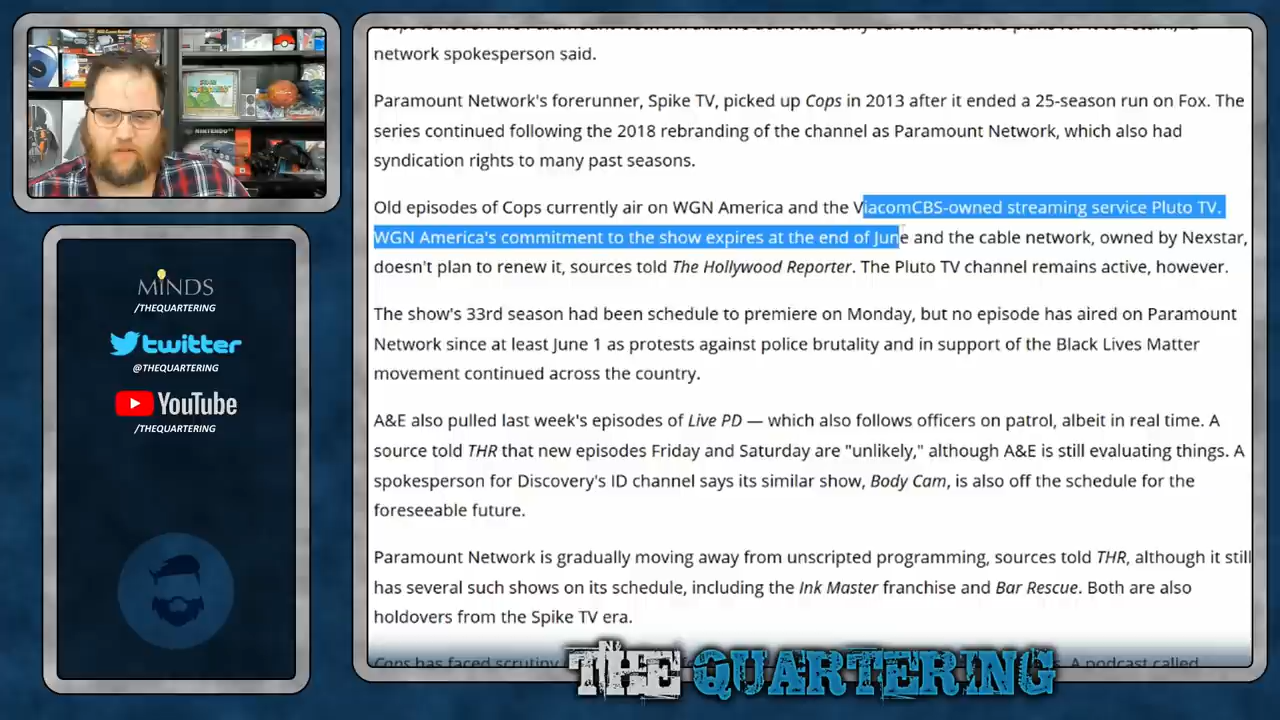 network spokesperson said.
Paramount Network's forerunner, Spike TV, picked up Cops in 2013 after it ended a 25-season run on Fox. The
series continued following the 2018 rebranding of the channel as Paramount Network, which also had
syndication rights to many past seasons.
Old episodes of Cops currently air on WGN America and the ViacomCBS-owned streaming service Pluto TV.
WGN America's commitment to the show expires at the end of June and the cable network, owned by Nexstar,
doesn't plan to renew it, sources told The Hollywood Reporter. The Pluto TV channel remains active, however.
The show's 33rd season had been schedule to premiere on Monday, but no episode has aired on Paramount
Network since at least June 1 as protests against police brutality and in support of the Black Lives Matter
movement continued across the country.
A&E also pulled last week's episodes of Live PD — which also follows officers on patrol, albeit in real time. A
source told THR that new episodes Friday and Saturday are "unlikely," although A&E is still evaluating things. A
spokesperson for Discovery's ID channel says its similar show, Body Cam, is also off the schedule for the
foreseeable future.
Paramount Network is gradually moving away from unscripted programming, sources told THR, although it still
has several such shows on its schedule, including the Ink Master franchise and Bar Rescue. Both are also
holdovers from the Spike TV era.
Cops has faced scrutiny
A podcast called
MINDS
/THEQUARTERING
twitter
@THEQUARTERING
YouTube
/THEQUARTERING
THE QUARTERING
NINTENDO